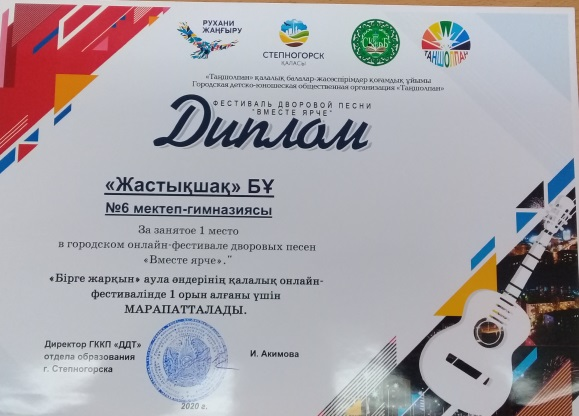 РУХАНИ
ЖАҢҒЫРУ
СТЕПНОГОРСК
ҚАЛАСЫ
ТАҢШОЛПАН
«Таңшолпан» қалалық балалар-жасөспірімдер қоғамдық ұйымы
Городская детско-юношеская общественная организация «Таңшолпан»
ФЕСТИВАЛЬ ДВОРОВОЙ ПЕСНИ
"ВМЕСТЕ ЯРЧЕ"
Диплом
«Жастықшақ» БҰ
№6 мектеп-гимназиясы
За занятое 1 место
в городском онлайн-фестивале дворовых песен
«Вместе ярче».
«Бірге жарқын» аула әндерінің қалалық онлайн-
фестивалінде 1 орын алғаны үшін
МАРАПАТТАЛАДЫ.
Директор ГККП «ДДТ»
отдела образования
г. Степногорска
И. Акимова
2020 г.